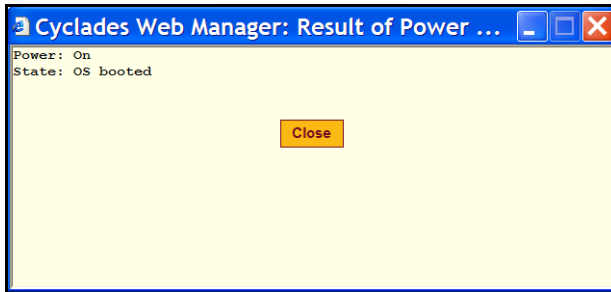 Cyclades Web Manager: Result of Power ...
Power: On
State: OS booted
Close